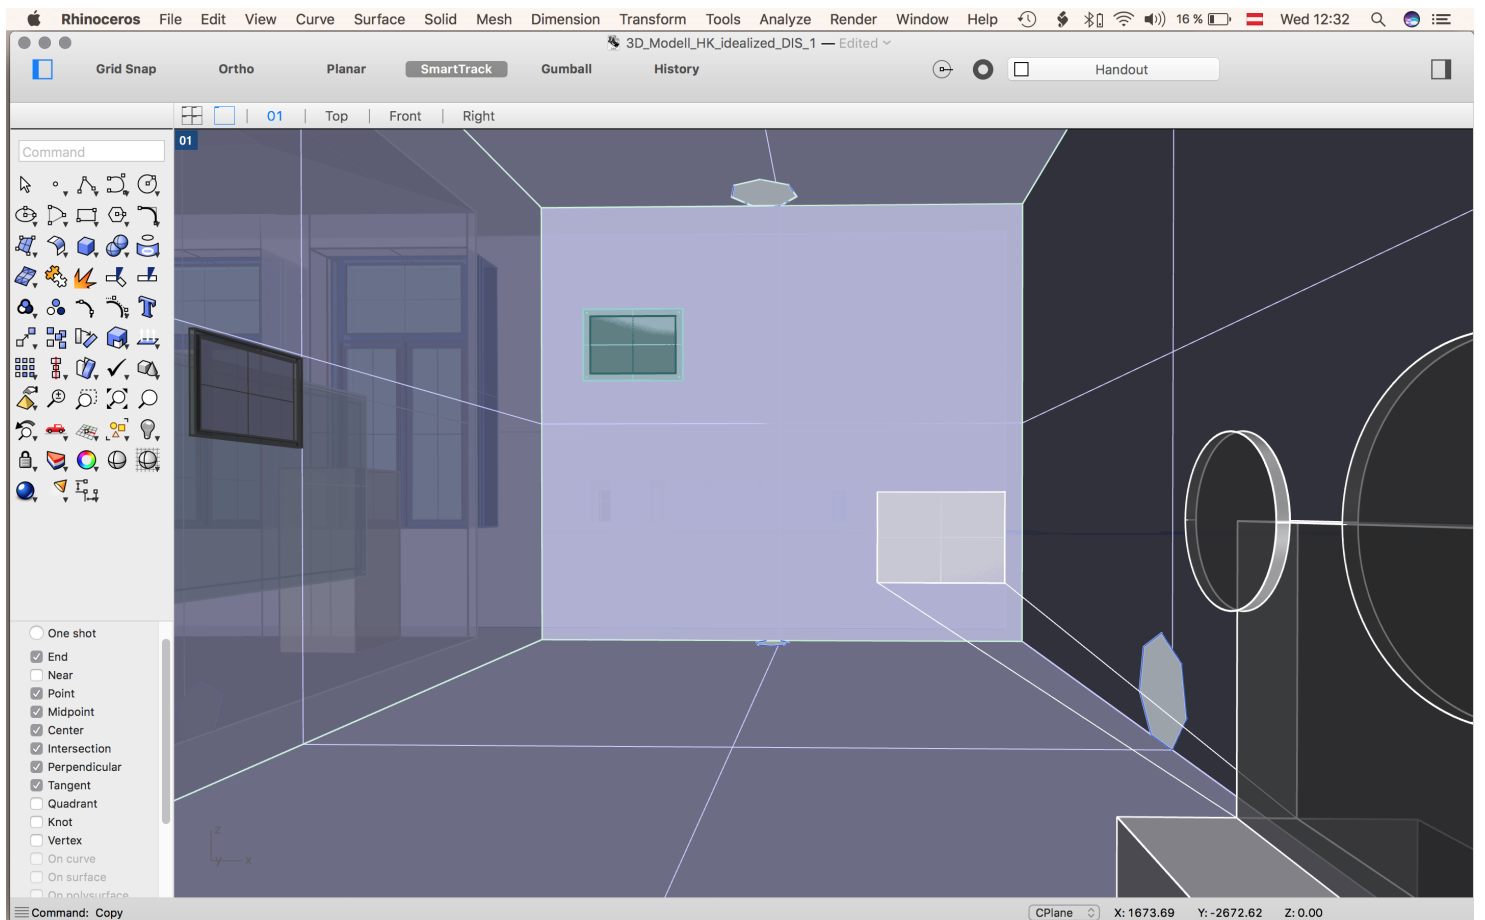 Rhinoceros File Edit View Curve Surface Solid Mesh Dimension Transform Tools Analyze Render Window Help 16 % Wed 12:32
3D_Modell_HK_idealized_DIS_1 — Edited
Grid Snap Ortho Planar SmartTrack Gumball History Handout
01 Top Front Right
01
Command
One shot
End
Near
Point
Midpoint
Center
Intersection
Perpendicular
Tangent
Quadrant
Knot
Vertex
On curve
On surface
On polysurface
z
y x
Command: Copy
CPlane X: 1673.69 Y: -2672.62 Z: 0.00